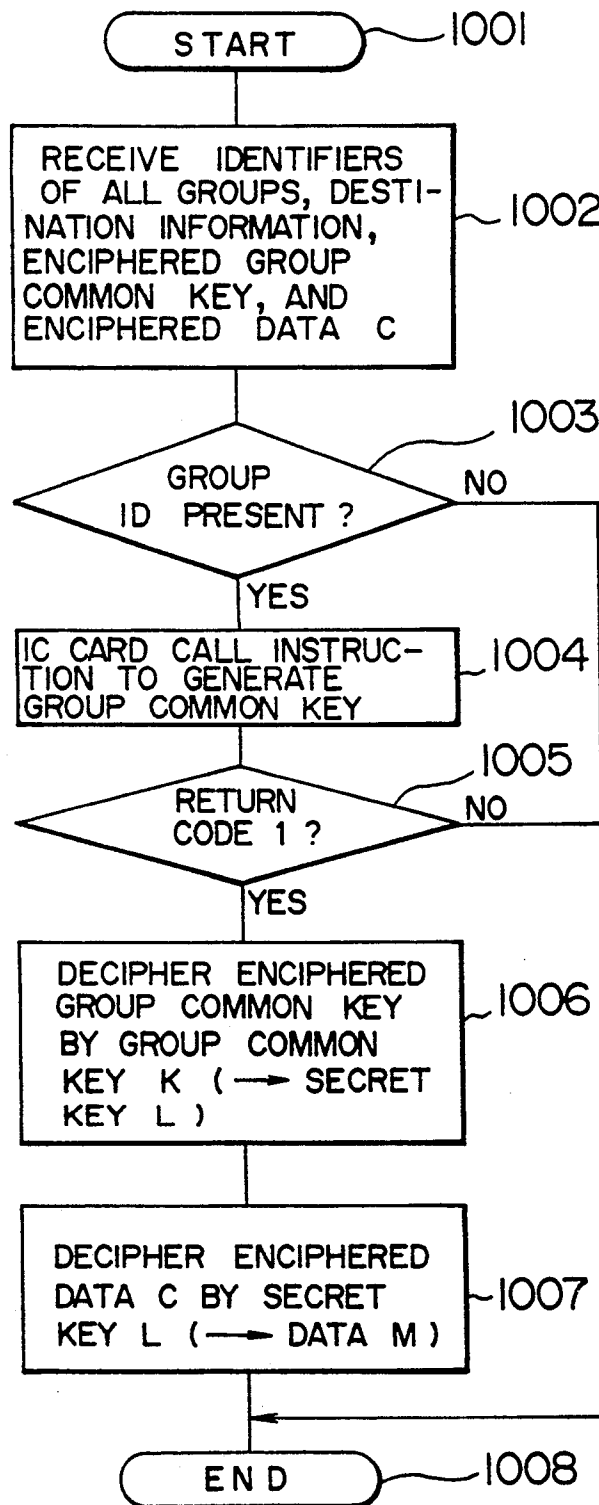 START
1001
RECEIVE IDENTIFIERS
OF ALL GROUPS, DESTI-
NATION INFORMATION,
ENCIPHERED GROUP
COMMON KEY, AND
ENCIPHERED DATA C
1002
1003
GROUP
ID PRESENT ?
NO
YES
IC CARD CALL INSTRUC-
TION TO GENERATE
GROUP COMMON KEY
1004
1005
RETURN
CODE 1 ?
NO
YES
DECIPHER ENCIPHERED
GROUP COMMON KEY
BY GROUP COMMON
KEY K ( → SECRET
KEY L )
1006
DECIPHER ENCIPHERED
DATA C BY SECRET
KEY L ( → DATA M )
1007
END
1008